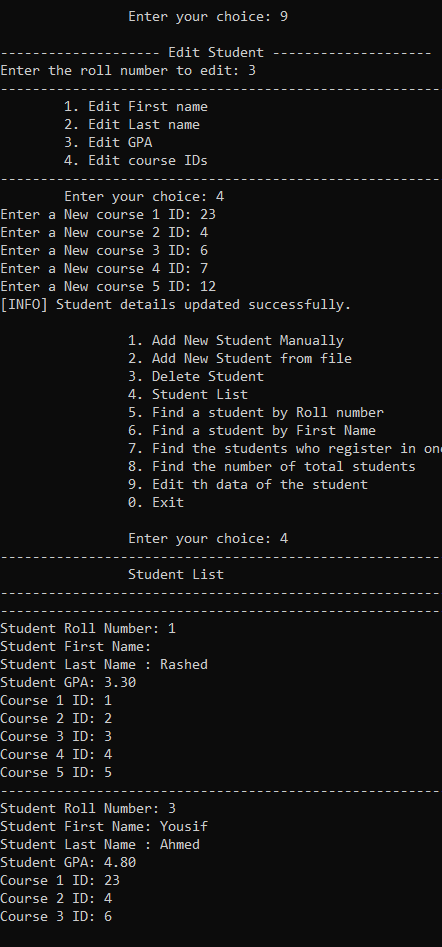 Enter your choice: 9
-------------------- Edit Student --------------------
Enter the roll number to edit: 3
-------------------------------------------------------
1. Edit First name
2. Edit Last name
3. Edit GPA
4. Edit course IDs
-------------------------------------------------------
Enter your choice: 4
Enter a New course 1 ID: 23
Enter a New course 2 ID: 4
Enter a New course 3 ID: 6
Enter a New course 4 ID: 7
Enter a New course 5 ID: 12
[INFO] Student details updated successfully.
1. Add New Student Manually
2. Add New Student from file
3. Delete Student
4. Student List
5. Find a student by Roll number
6. Find a student by First Name
7. Find the students who register in one
8. Find the number of total students
9. Edit th data of the student
0. Exit
Enter your choice: 4
-------------------------------------------------------
Student List
-------------------------------------------------------
-------------------------------------------------------
Student Roll Number: 1
Student First Name:
Student Last Name : Rashed
Student GPA: 3.30
Course 1 ID: 1
Course 2 ID: 2
Course 3 ID: 3
Course 4 ID: 4
Course 5 ID: 5
-------------------------------------------------------
Student Roll Number: 3
Student First Name: Yousif
Student Last Name : Ahmed
Student GPA: 4.80
Course 1 ID: 23
Course 2 ID: 4
Course 3 ID: 6